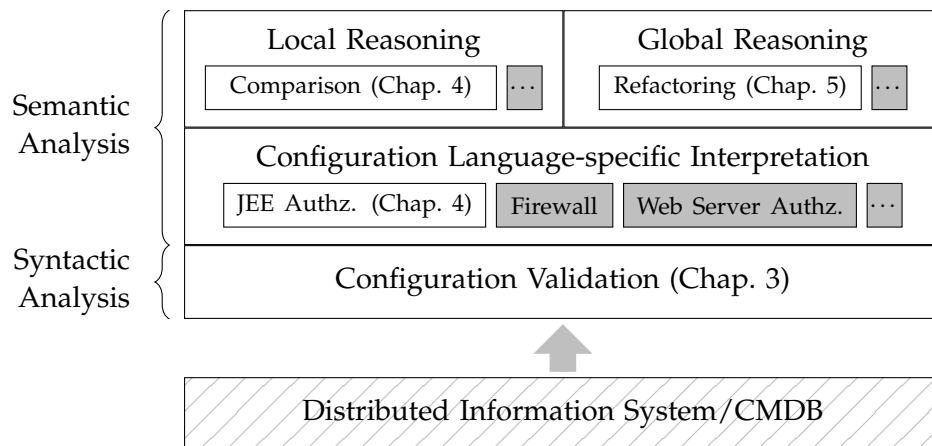 Local Reasoning
Global Reasoning
Comparison (Chap. 4)
...
Refactoring (Chap. 5)
...
Semantic
Analysis
Configuration Language-specific Interpretation
JEE Authz. (Chap. 4)
Firewall
Web Server Authz.
...
Syntactic
Analysis
Configuration Validation (Chap. 3)
Distributed Information System/CMDB